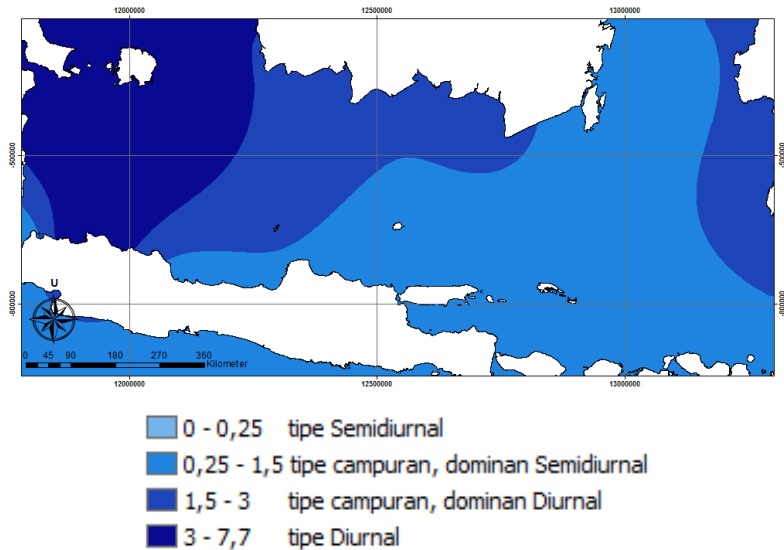 12000000 12500000 13000000
-500000 -500000
-800000 -800000
U
0 45 90 180 270 360
Kilometer
12000000 12500000 13000000
0 - 0,25 tipe Semidiurnal
0,25 - 1,5 tipe campuran, dominan Semidiurnal
1,5 - 3 tipe campuran, dominan Diurnal
3 - 7,7 tipe Diurnal